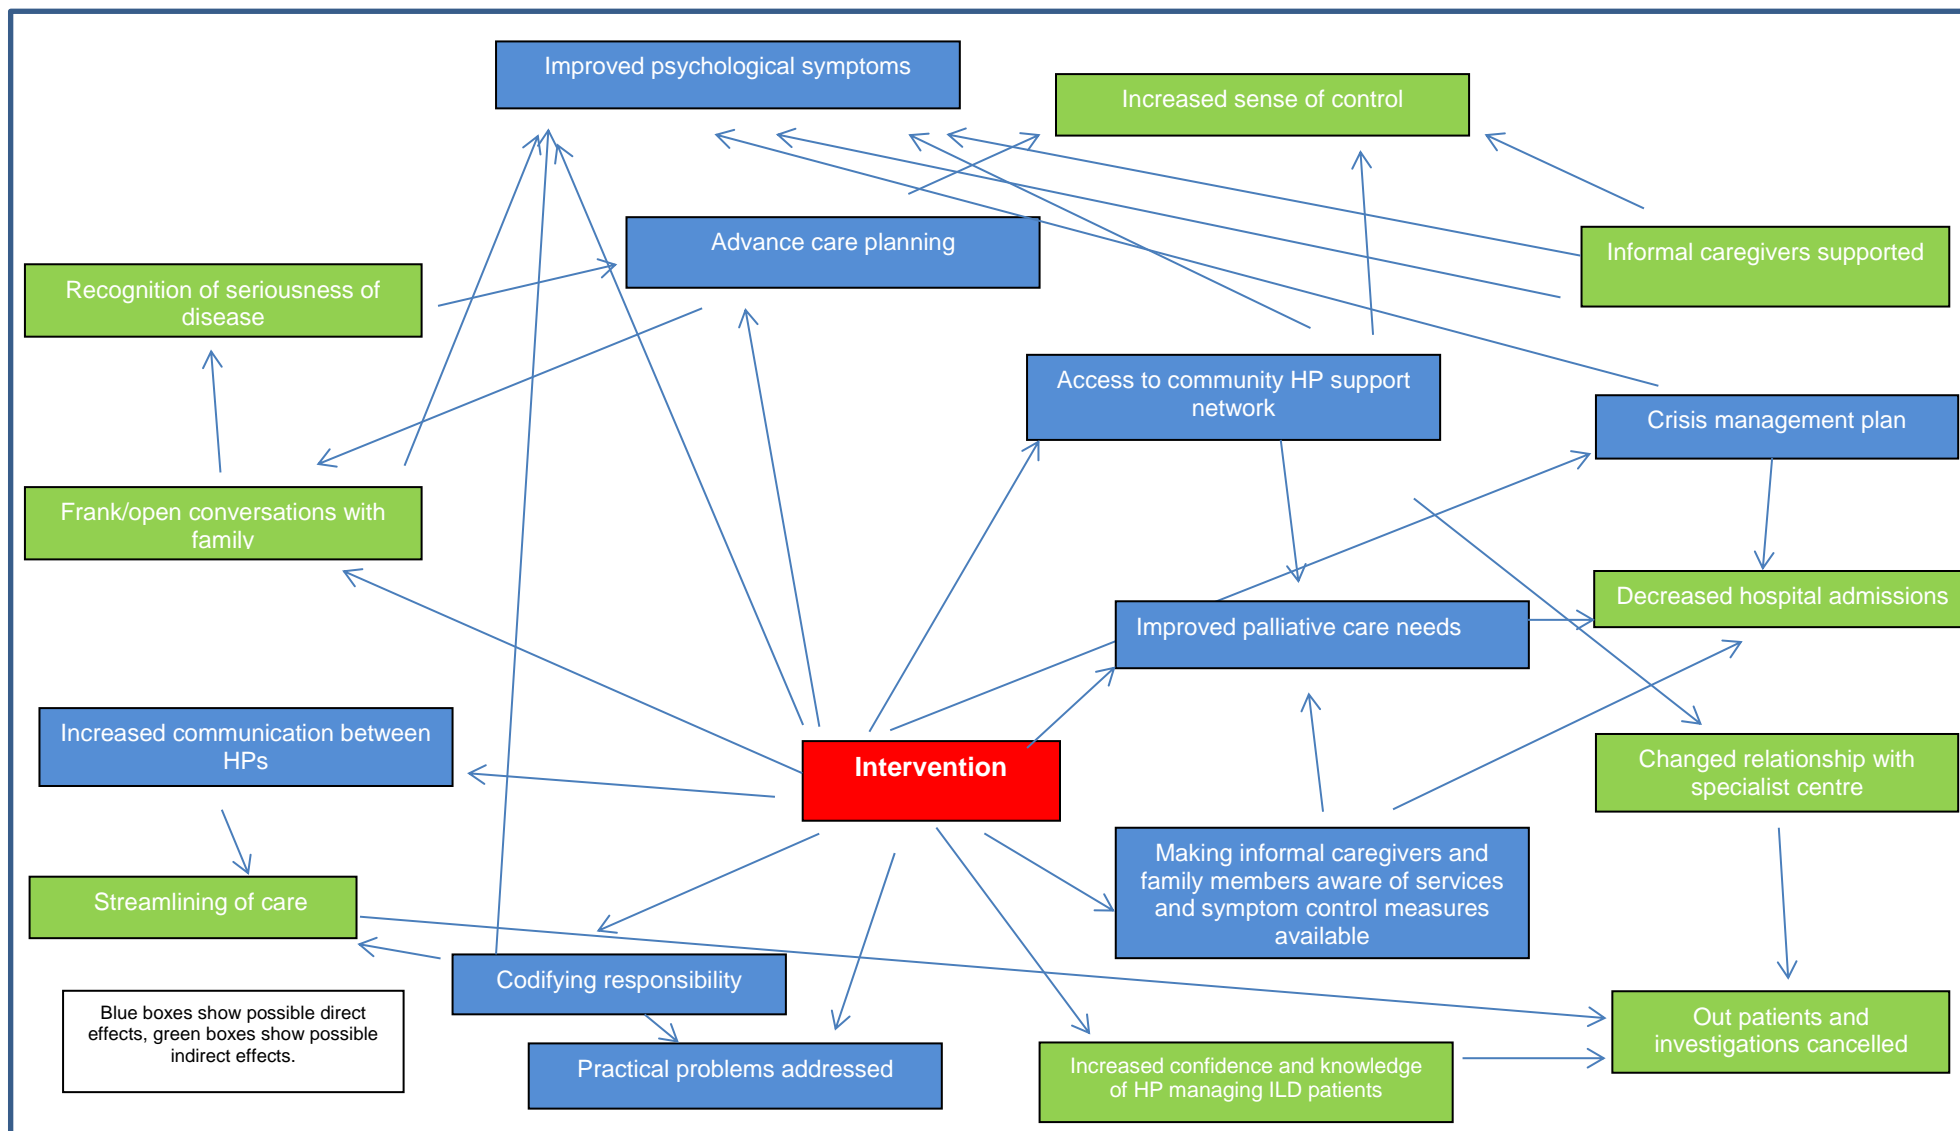 Improved psychological symptoms
Increased sense of control
Advance care planning
Informal caregivers supported
Recognition of seriousness of
disease
Access to community HP support
network
Crisis management plan
Frank/open conversations with
family
Decreased hospital admissions
Improved palliative care needs
Increased communication between
HPs
Intervention
Changed relationship with
specialist centre
Making informal caregivers and
family members aware of services
and symptom control measures
available
Streamlining of care
Codifying responsibility
Blue boxes show possible direct
effects, green boxes show possible
indirect effects.
Out patients and
investigations cancelled
Practical problems addressed
Increased confidence and knowledge
of HP managing ILD patients